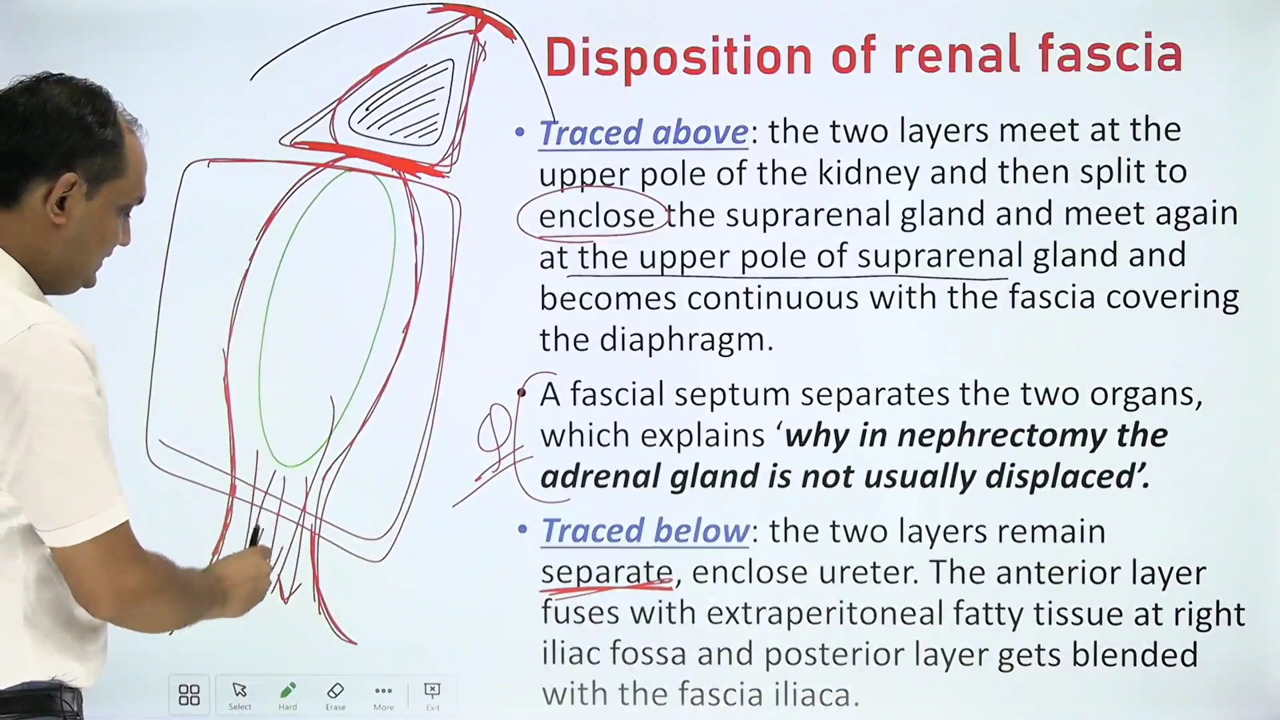 Disposition of renal fascia
• Traced above: the two layers meet at the
upper pole of the kidney and then split to
enclose the suprarenal gland and meet again
at the upper pole of suprarenal gland and
becomes continuous with the fascia covering
the diaphragm.
• A fascial septum separates the two organs,
which explains ‘why in nephrectomy the
adrenal gland is not usually displaced’.
• Traced below: the two layers remain
separate, enclose ureter. The anterior layer
fuses with extraperitoneal fatty tissue at right
iliac fossa and posterior layer gets blended
with the fascia iliaca.
Select Hard Erase More Exit